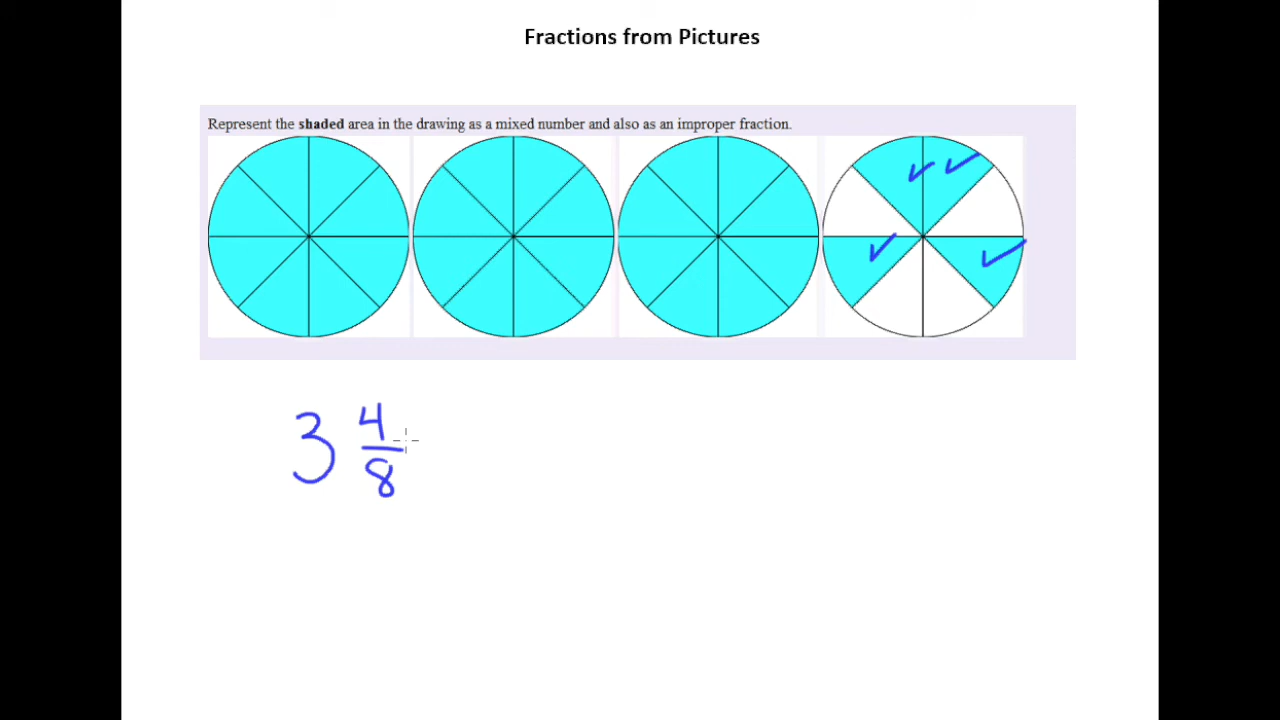 Fractions from Pictures
Represent the shaded area in the drawing as a mixed number and also as an improper fraction.
3 4/8